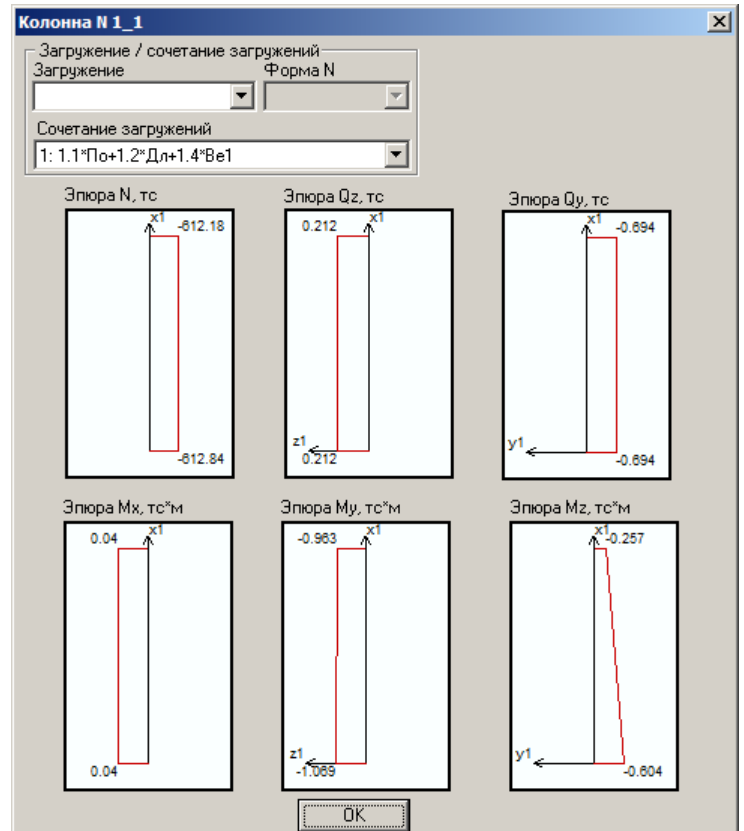 Колонна N 1_1
Загружение / сочетание загружений
Загружение Форма N
Сочетание загружений
1: 1.1*По+1.2*Дл+1.4*Ве1
Эпюра N, тс Эпюра Qz, тс Эпюра Qy, тс
x1 -612.18 0.212 x1 x1 -0.694
-612.84 z1 0.212 y1 -0.694
Эпюра Mx, тс*м Эпюра My, тс*м Эпюра Mz, тс*м
0.04 x1 -0.963 x1 x1 -0.257
0.04 z1 -1.069 y1 -0.604
OK